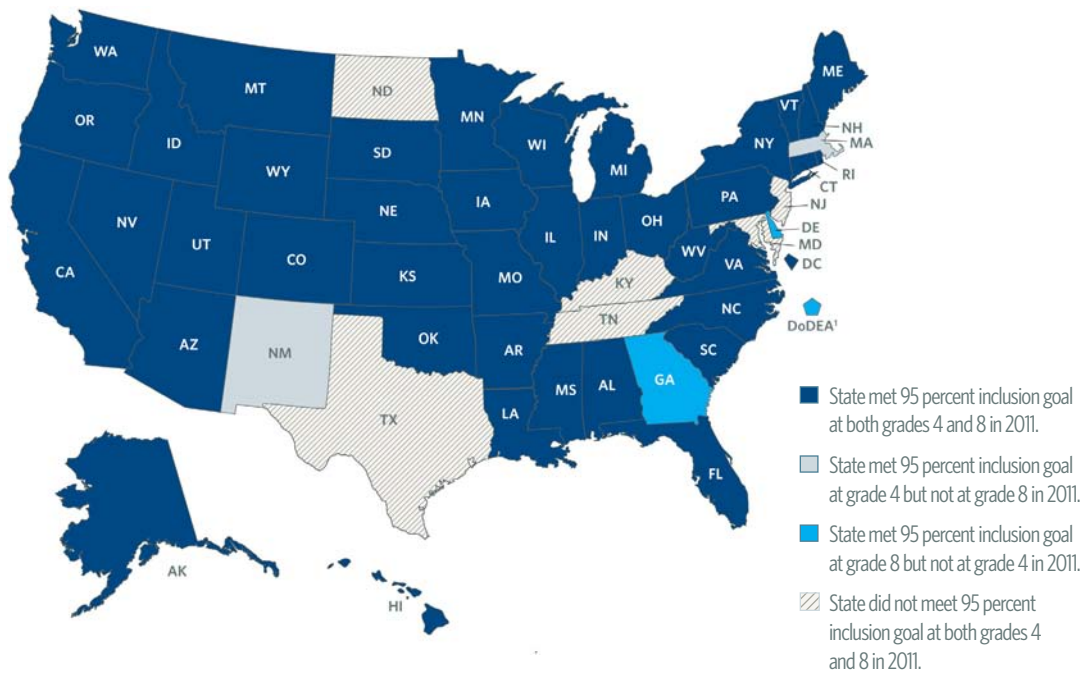 WA
MT
ND
MN
ME
VT
NH
MA
OR
ID
SD
WI
NY
RI
CT
WY
MI
PA
NJ
NE
IA
OH
DE
MD
NV
UT
CO
IL
IN
WV
VA
DC
CA
KS
MO
KY
NC
DoDEA¹
TN
AZ
NM
OK
AR
SC
MS
AL
GA
LA
TX
FL
AK
HI
State met 95 percent inclusion goal
at both grades 4 and 8 in 2011.
State met 95 percent inclusion goal
at grade 4 but not at grade 8 in 2011.
State met 95 percent inclusion goal
at grade 8 but not at grade 4 in 2011.
State did not meet 95 percent
inclusion goal at both grades 4
and 8 in 2011.